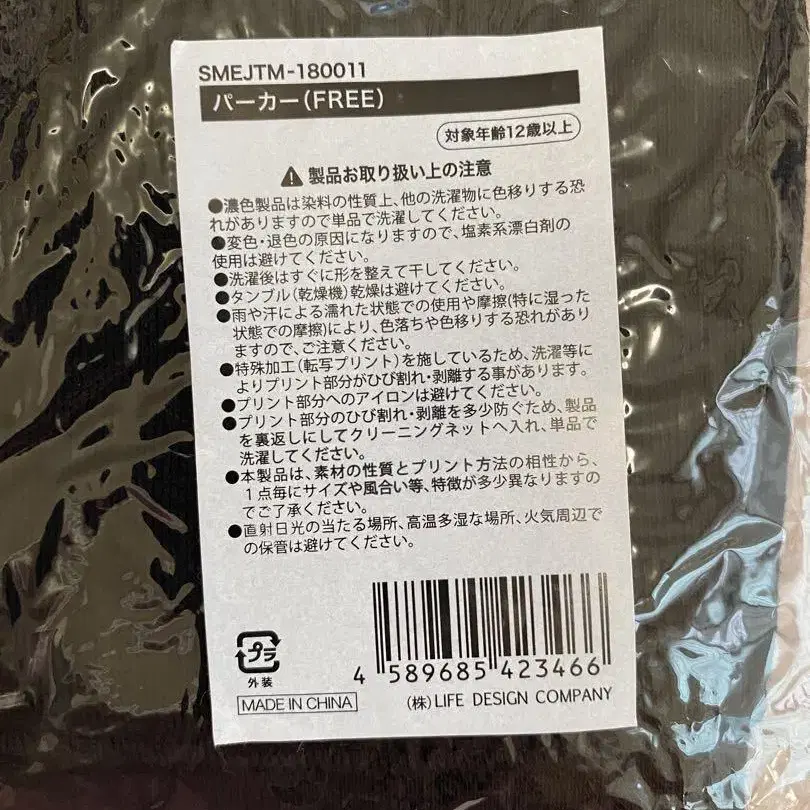 SMEJTM-180011
パーカー(FREE)
対象年齢12歳以上
製品お取り扱い上の注意
●濃色製品は染料の性質上、他の洗濯物に色移りする恐
れがありますので単品で洗濯してください。
●変色・退色の原因になりますので、塩素系漂白剤の
使用は避けてください。
●洗濯後はすぐに形を整えて干してください。
●タンブル(乾燥機)乾燥は避けてください。
●雨や汗による濡れた状態での使用や摩擦(特に湿った
状態での摩擦)により、色落ちや色移りする恐れがあり
ますので、ご注意ください。
●特殊加工(転写プリント)を施しているため、洗濯等に
よりプリント部分がひび割れ・剥離する事があります。
●プリント部分へのアイロンは避けてください。
●プリント部分のひび割れ・剥離を多少防ぐため、製品
を裏返しにしてクリーニングネットへ入れ、単品で
洗濯してください。
●本製品は、素材の性質とプリント方法の相性から、
1点毎にサイズや風合い等、特徴が多少異なりますの
でご了承ください。
●直射日光の当たる場所、高温多湿な場所、火気周辺で
の保管は避けてください。
プラ
外装
4 589685 423466
MADE IN CHINA
(株)LIFE DESIGN COMPANY